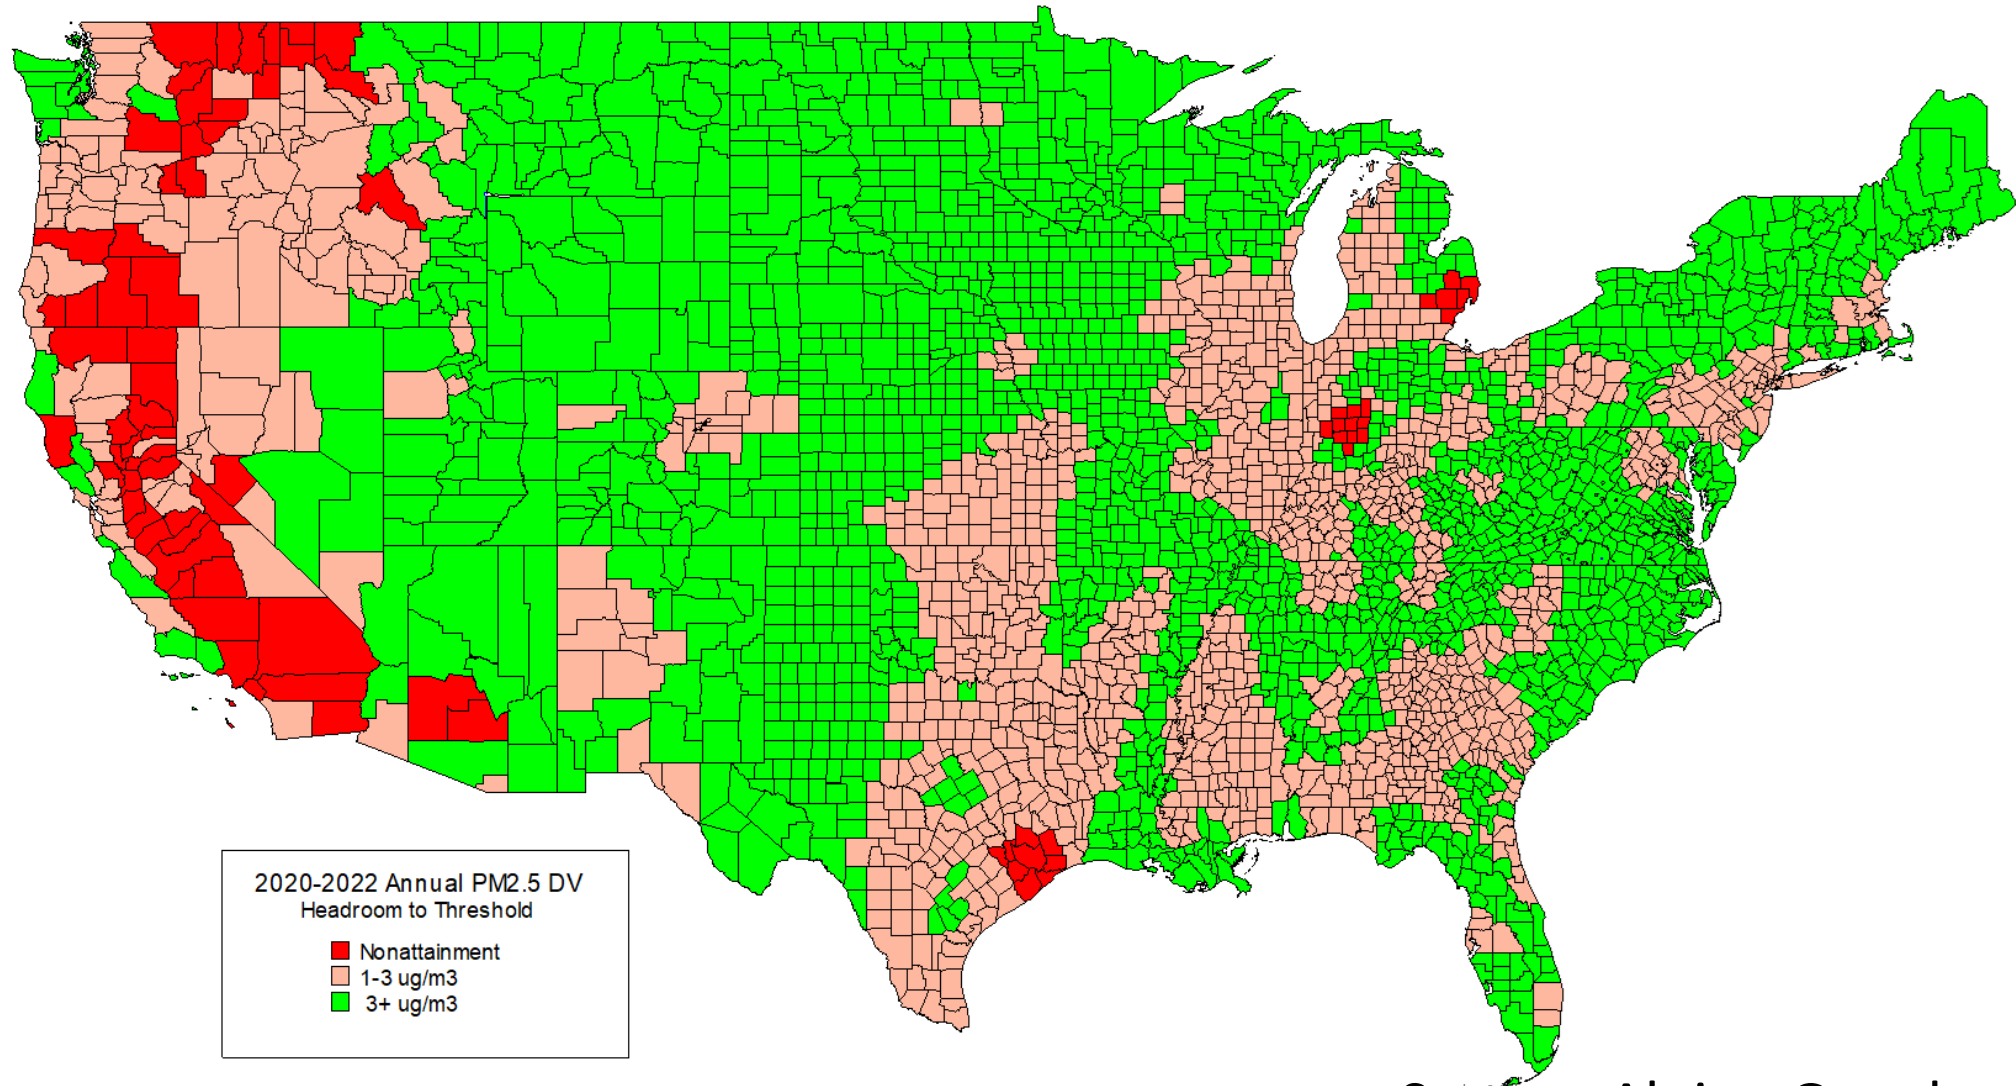 2020-2022 Annual PM2.5 DV
Headroom to Threshold
Nonattainment
1-3 ug/m3
3+ ug/m3